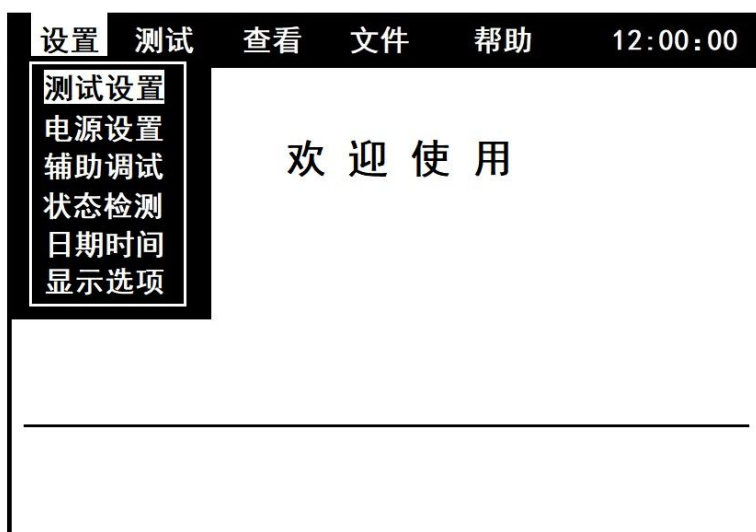 设置 测试 查看 文件 帮助 12:00:00
测试设置
电源设置
辅助调试
状态检测
日期时间
显示选项
欢迎使用